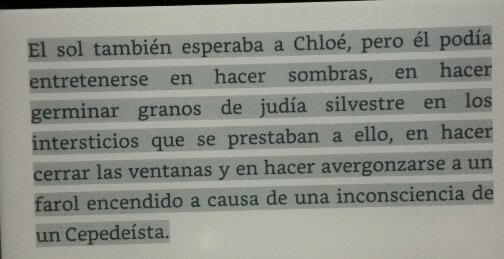 El sol también esperaba a Chloé, pero él podía
entretenerse en hacer sombras, en hacer
germinar granos de judía silvestre en los
intersticios que se prestaban a ello, en hacer
cerrar las ventanas y en hacer avergonzarse a un
farol encendido a causa de una inconsciencia de
un Cepedeísta.